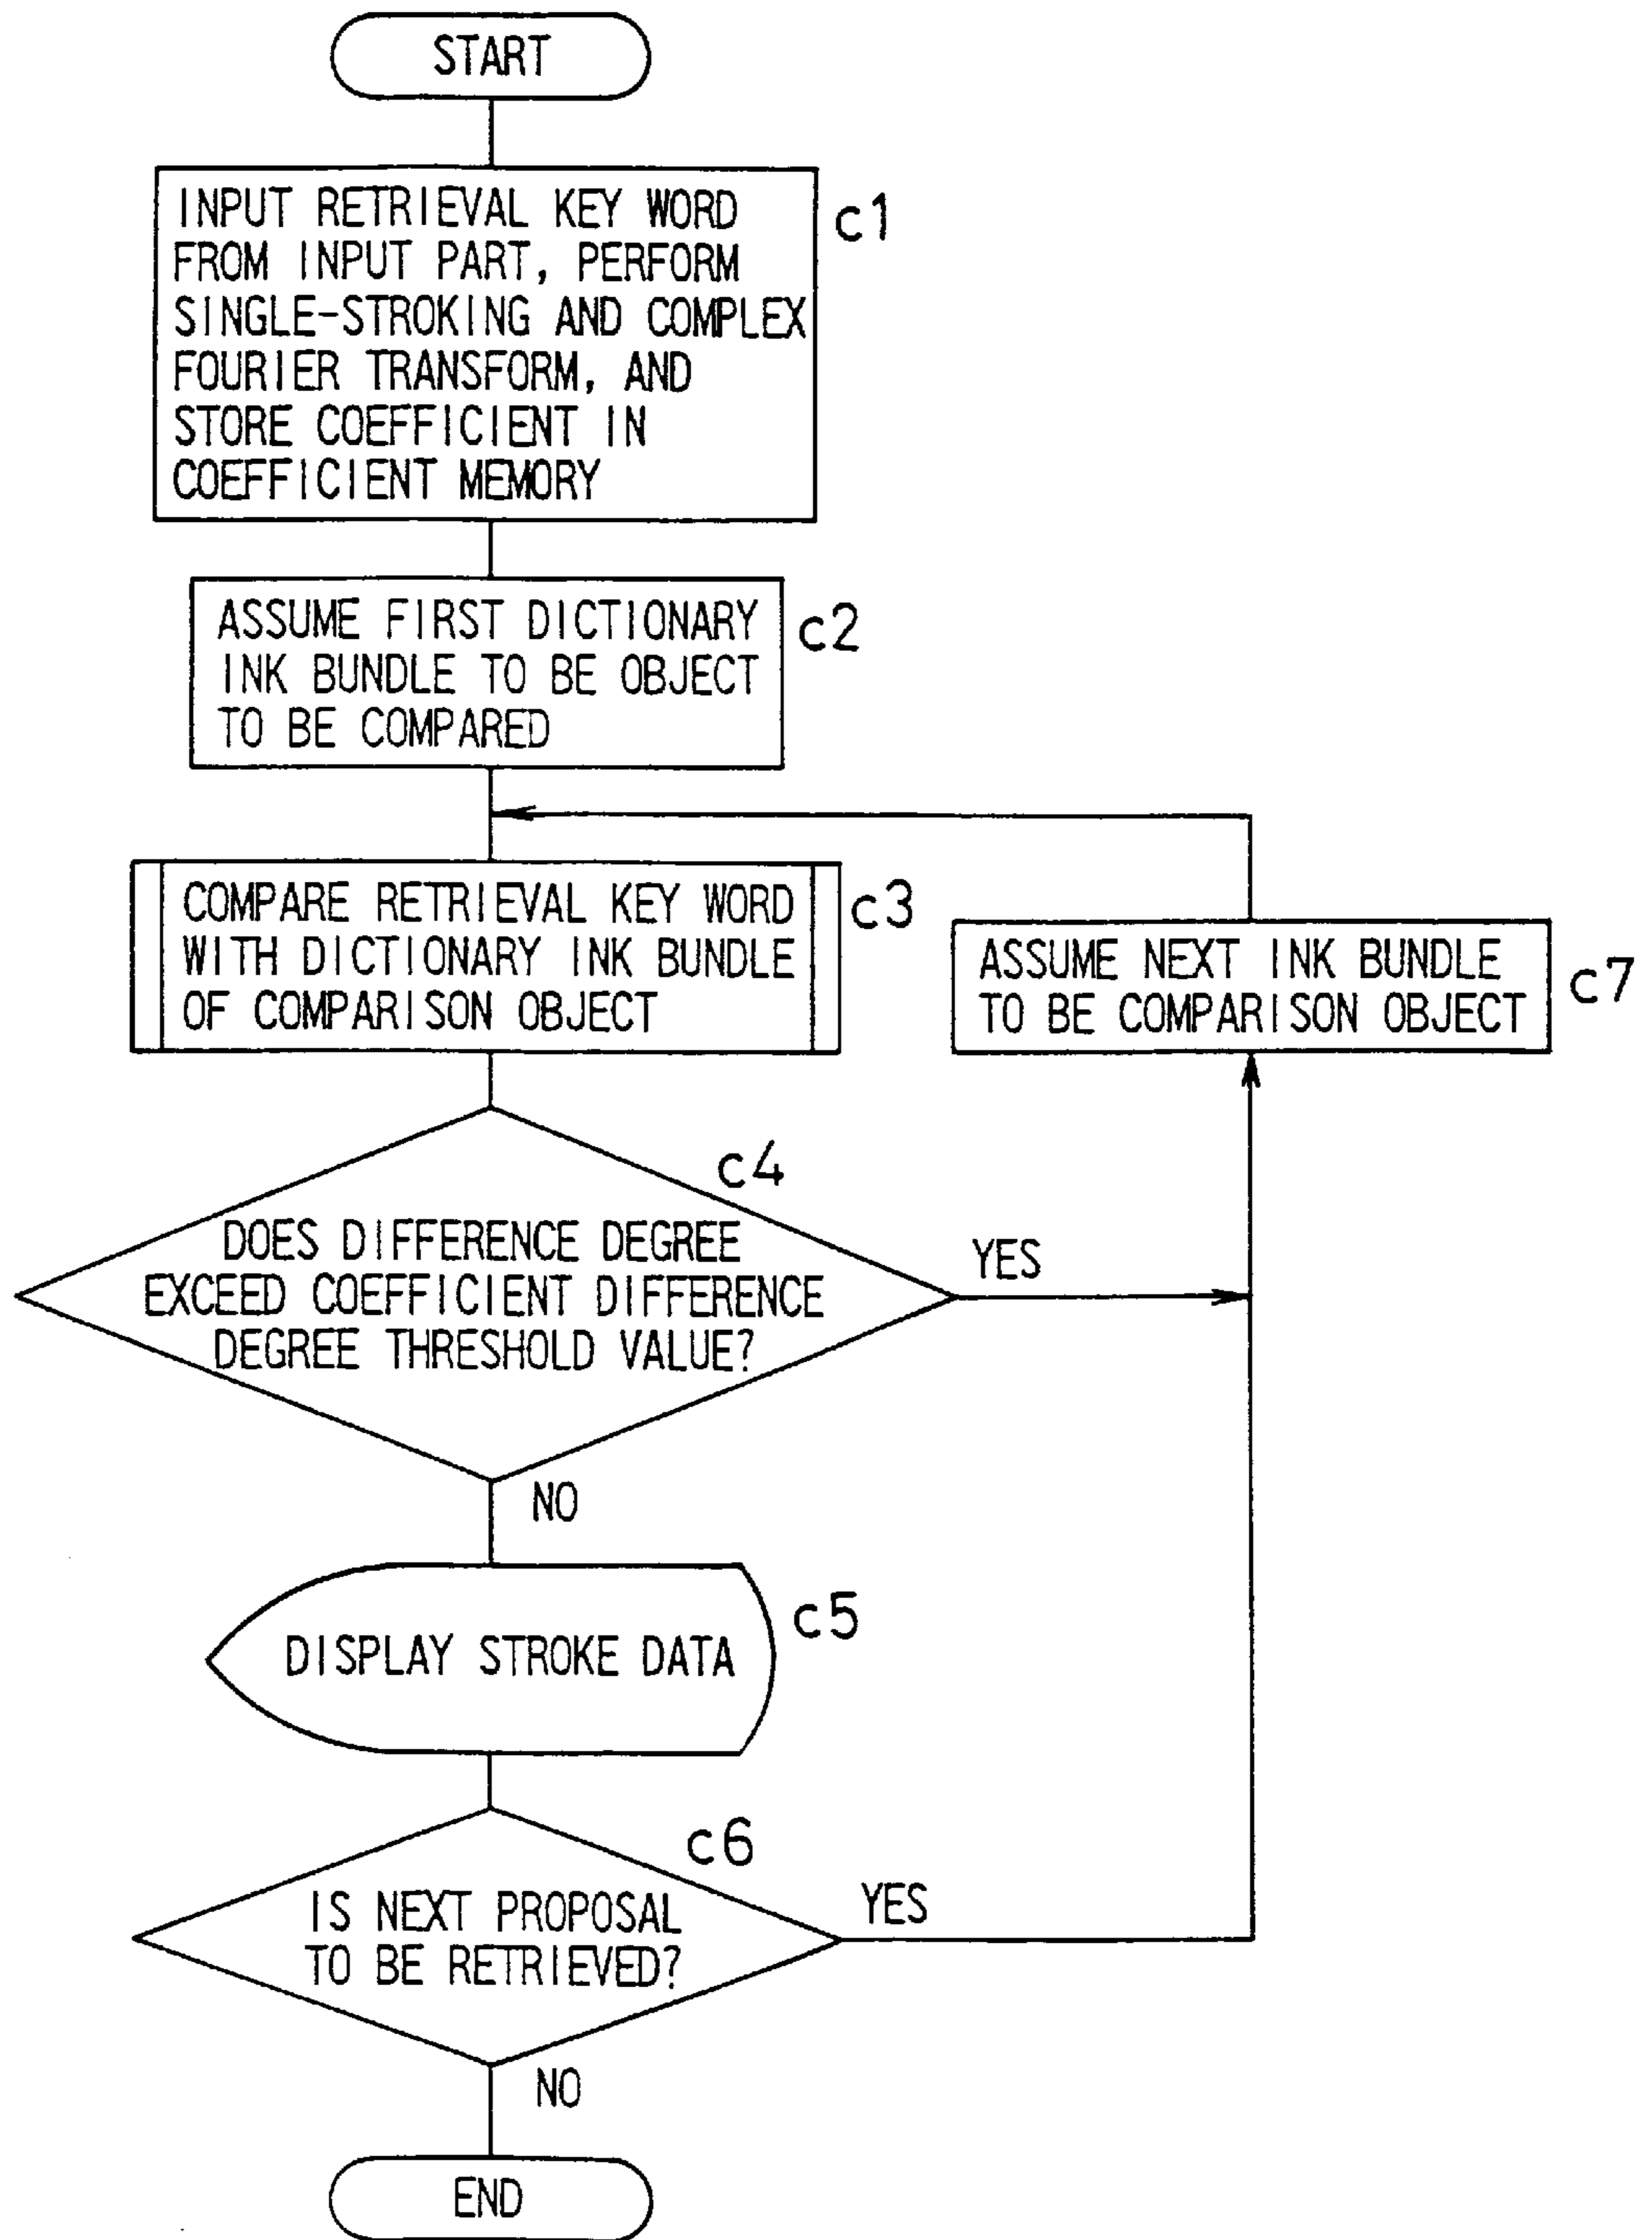 START
INPUT RETRIEVAL KEY WORD
FROM INPUT PART, PERFORM
SINGLE-STROKING AND COMPLEX
FOURIER TRANSFORM, AND
STORE COEFFICIENT IN
COEFFICIENT MEMORY
c1
ASSUME FIRST DICTIONARY
INK BUNDLE TO BE OBJECT
TO BE COMPARED
c2
COMPARE RETRIEVAL KEY WORD
WITH DICTIONARY INK BUNDLE
OF COMPARISON OBJECT
c3
ASSUME NEXT INK BUNDLE
TO BE COMPARISON OBJECT
c7
c4
DOES DIFFERENCE DEGREE
EXCEED COEFFICIENT DIFFERENCE
DEGREE THRESHOLD VALUE?
YES
NO
DISPLAY STROKE DATA
c5
c6
IS NEXT PROPOSAL
TO BE RETRIEVED?
YES
NO
END